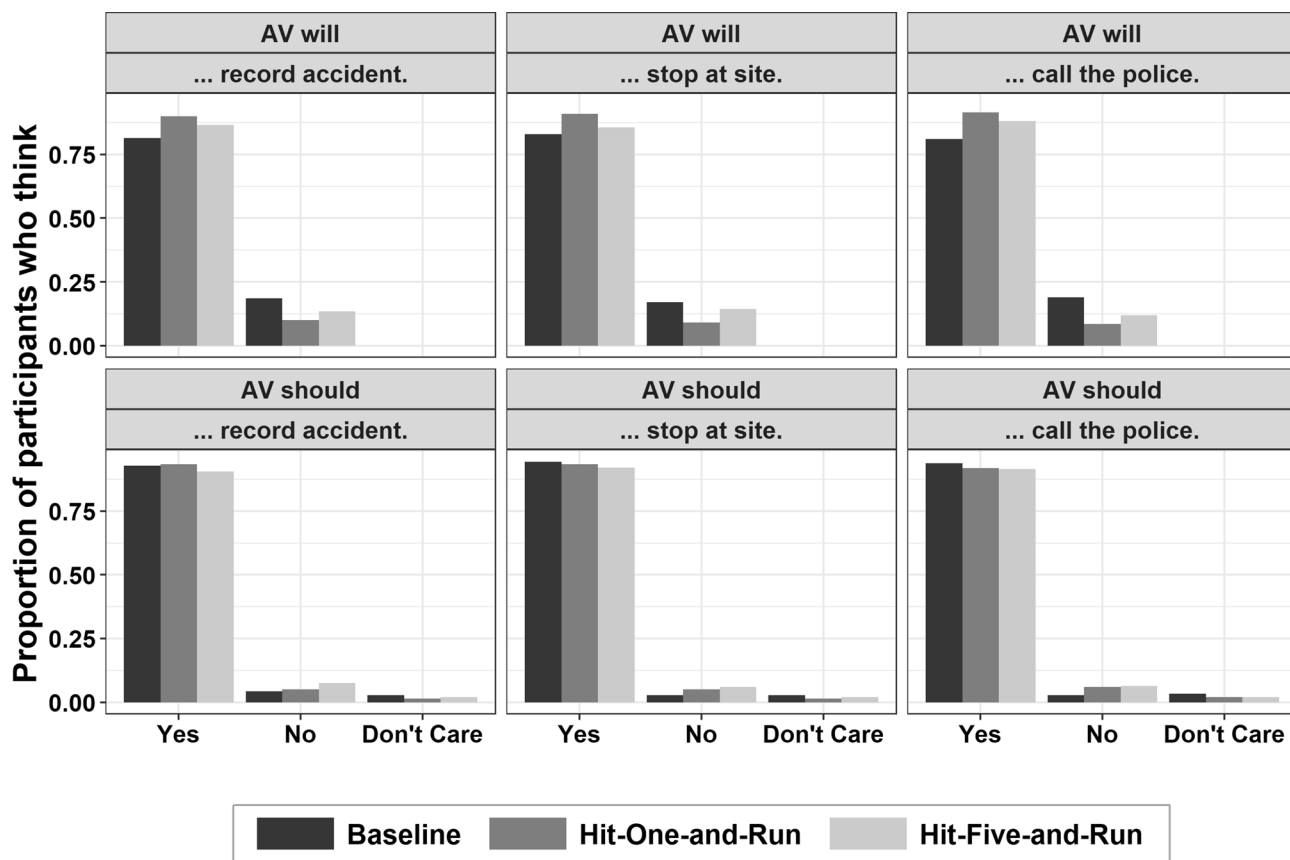 AV will
... record accident.
AV will
... stop at site.
AV will
... call the police.
Proportion of participants who think
0.75
0.50
0.25
0.00
AV should
... record accident.
AV should
... stop at site.
AV should
... call the police.
0.75
0.50
0.25
0.00
Yes No Don't Care
Yes No Don't Care
Yes No Don't Care
Baseline Hit-One-and-Run Hit-Five-and-Run